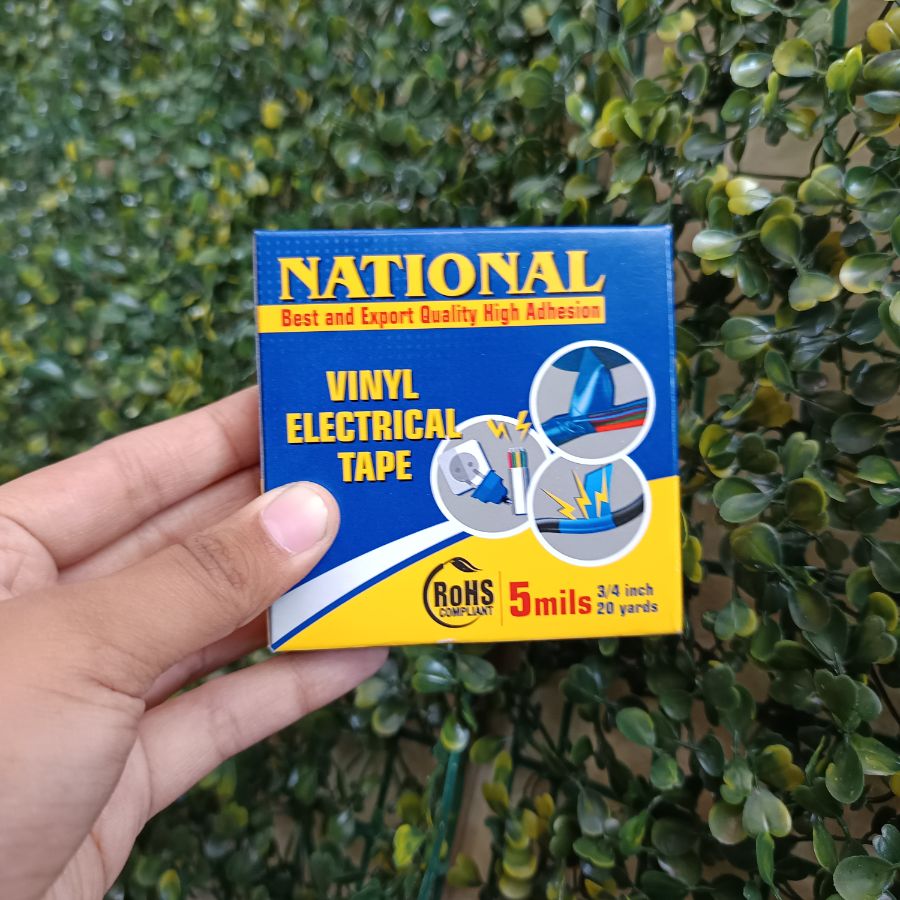 NATIONAL
Best and Export Quality High Adhesion
VINYL
ELECTRICAL
TAPE
RoHS
COMPLIANT
5mils
3/4 inch
20 yards